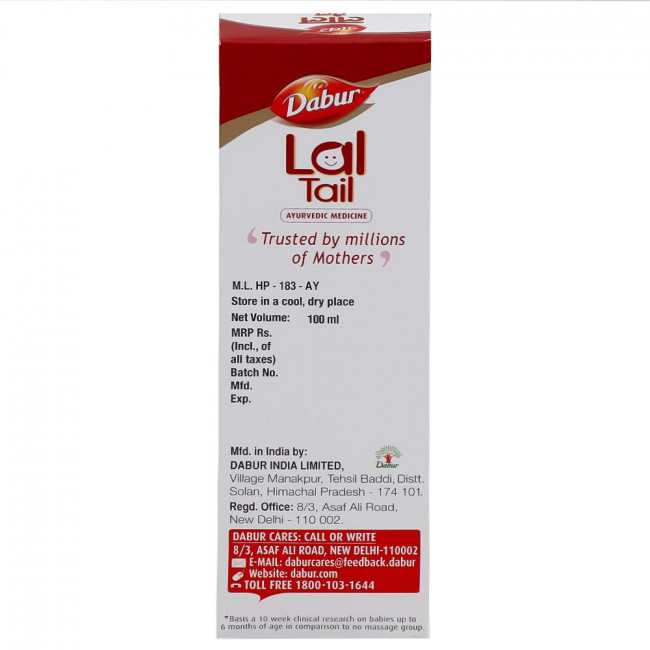 Dabur
Lal
Tail
AYURVEDIC MEDICINE
‘Trusted by millions
of Mothers’
M.L. HP - 183 - AY
Store in a cool, dry place
Net Volume: 100 ml
MRP Rs.
(Incl., of
all taxes)
Batch No.
Mfd.
Exp.
Mfd. in India by:
DABUR INDIA LIMITED,
Dabur
Village Manakpur, Tehsil Baddi, Distt.
Solan, Himachal Pradesh - 174 101.
Regd. Office: 8/3, Asaf Ali Road,
New Delhi - 110 002.
DABUR CARES: CALL OR WRITE
8/3, ASAF ALI ROAD, NEW DELHI-110002
E-MAIL: daburcares@feedback.dabur
Website: dabur.com
TOLL FREE 1800-103-1644
*Basis a 10 week clinical research on babies up to
6 months of age in comparison to no massage group.